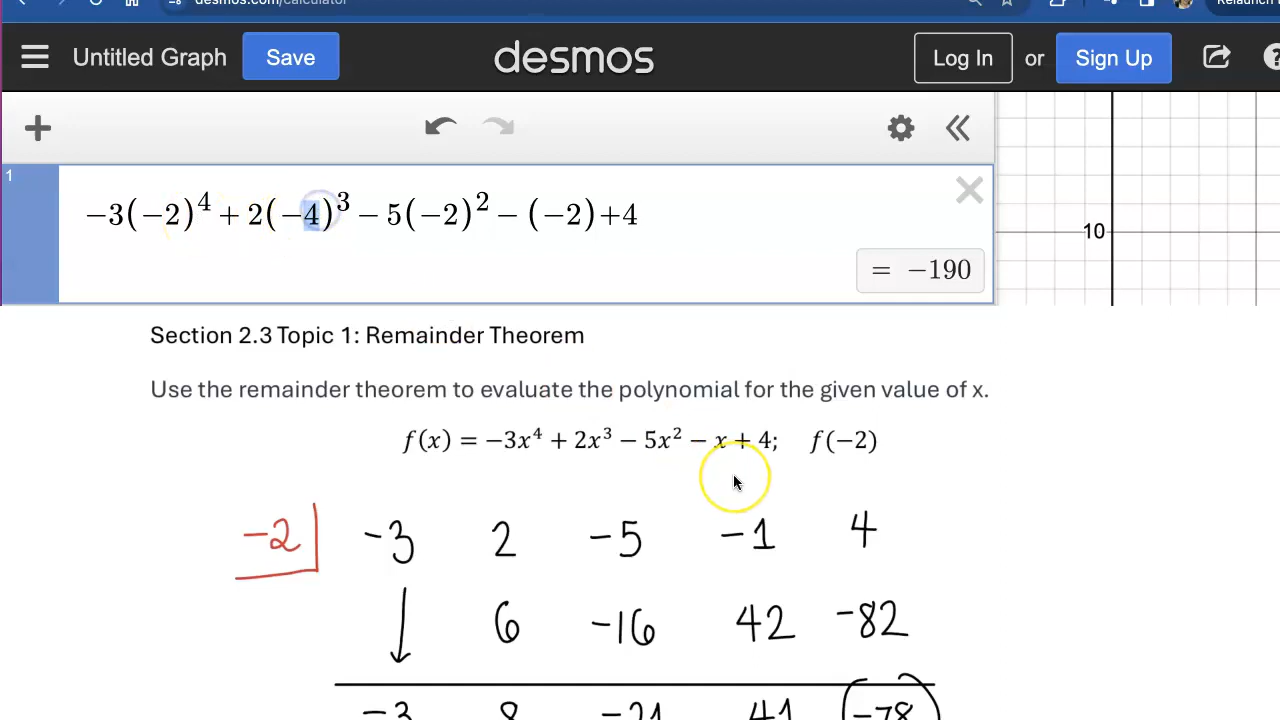 desmos.com/calculator Relaunch
Untitled Graph Save desmos Log In or Sign Up ?
1
−3(−2)⁴ + 2(−4)³ − 5(−2)² − (−2)+4
= −190
10
Section 2.3 Topic 1: Remainder Theorem
Use the remainder theorem to evaluate the polynomial for the given value of x.
f(x) = −3x⁴ + 2x³ − 5x² − x + 4; f(−2)
-2 -3 2 -5 -1 4
6 -16 42 -82
-3 8 -21 41 -78